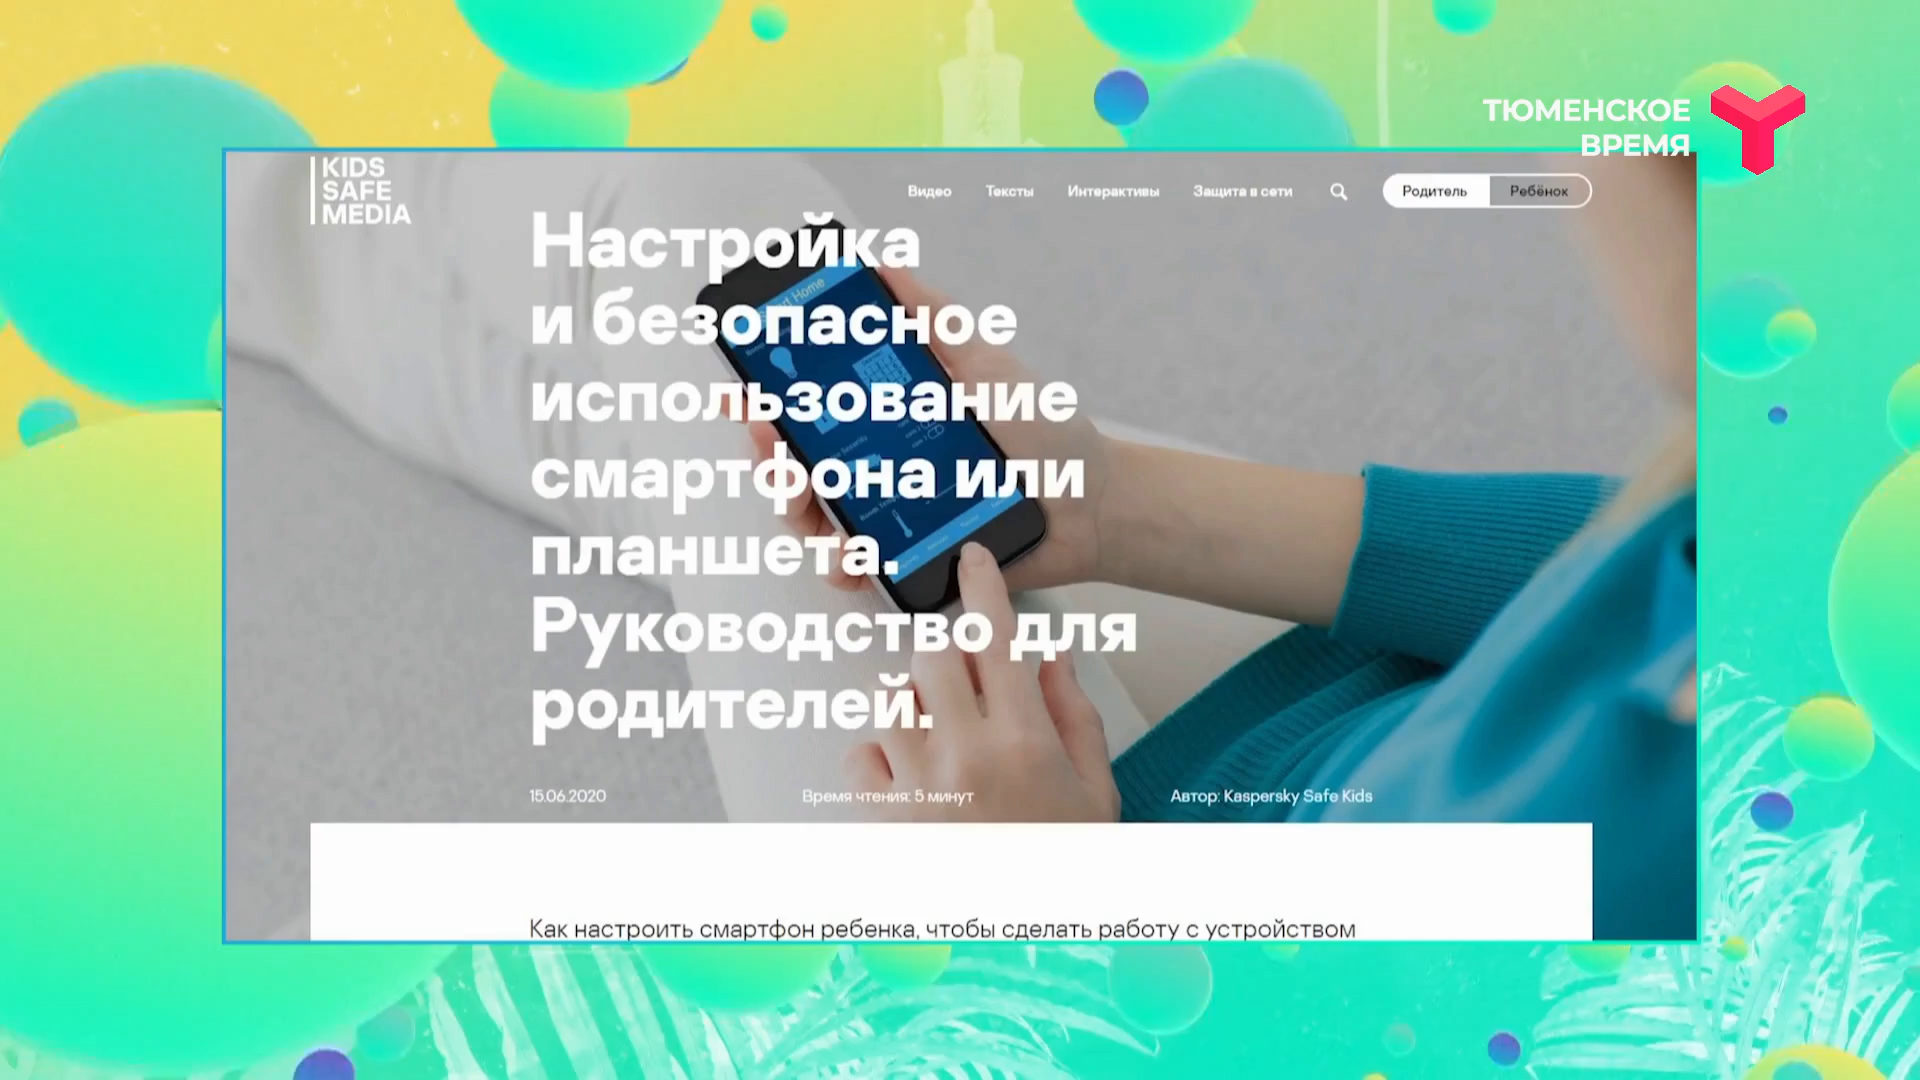 ТЮМЕНСКОЕ
ВРЕМЯ
KIDS
SAFE
MEDIA
Видео
Тексты
Интерактивы
Защита в сети
Родитель
Ребёнок
Настройка
и безопасное
использование
смартфона или
планшета.
Руководство для
родителей.
15.06.2020
Время чтения: 5 минут
Автор: Kaspersky Safe Kids
Как настроить смартфон ребенка, чтобы сделать работу с устройством